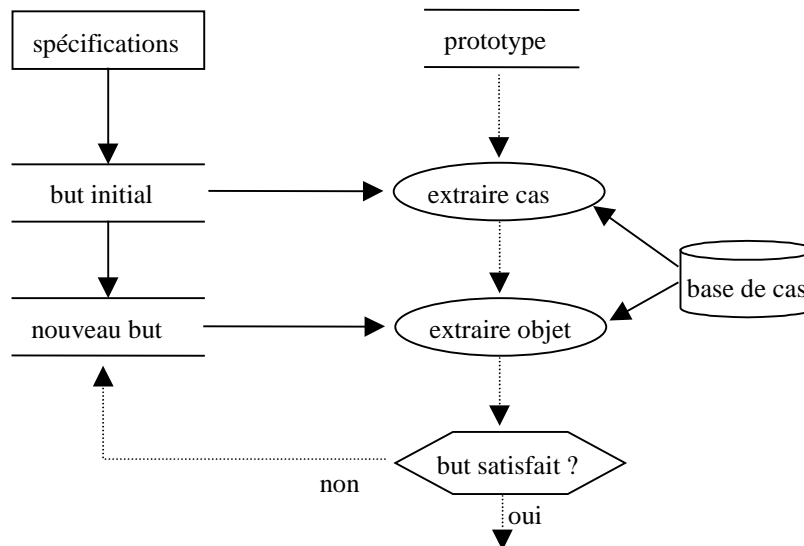 spécifications
prototype
but initial
extraire cas
base de cas
nouveau but
extraire objet
but satisfait ?
non
oui